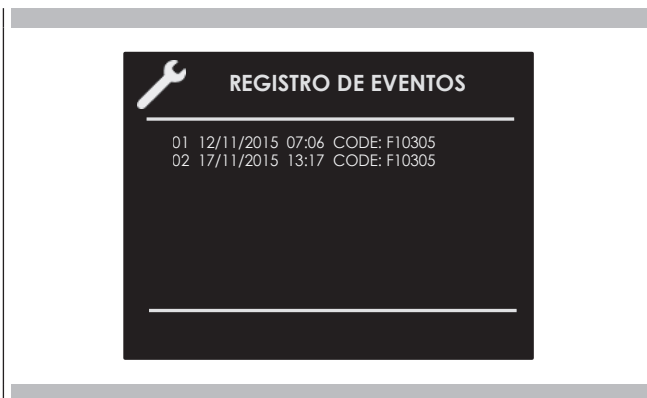 REGISTRO DE EVENTOS
01 12/11/2015 07:06 CODE: F10305
02 17/11/2015 13:17 CODE: F10305